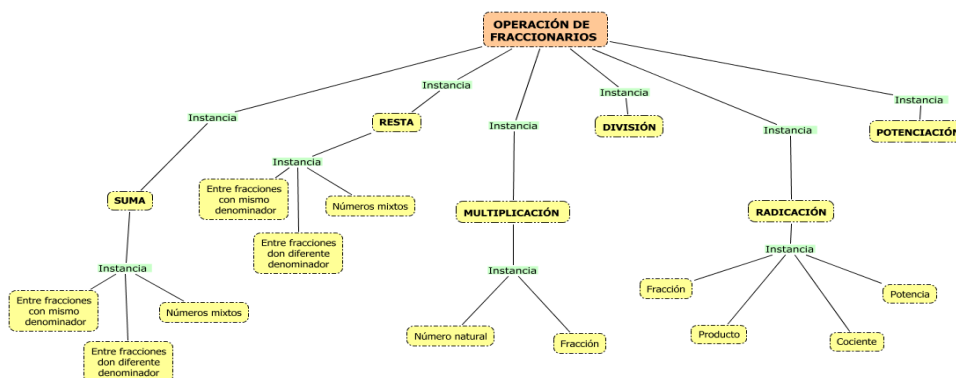 OPERACIÓN DE
FRACCIONARIOS
Instancia
Instancia
Instancia
Instancia
Instancia
Instancia
SUMA
RESTA
MULTIPLICACIÓN
DIVISIÓN
RADICACIÓN
POTENCIACIÓN
Instancia
Entre fracciones
con mismo
denominador
Entre fracciones
don diferente
denominador
Números mixtos
Instancia
Entre fracciones
con mismo
denominador
Entre fracciones
don diferente
denominador
Números mixtos
Instancia
Número natural
Fracción
Instancia
Fracción
Producto
Cociente
Potencia